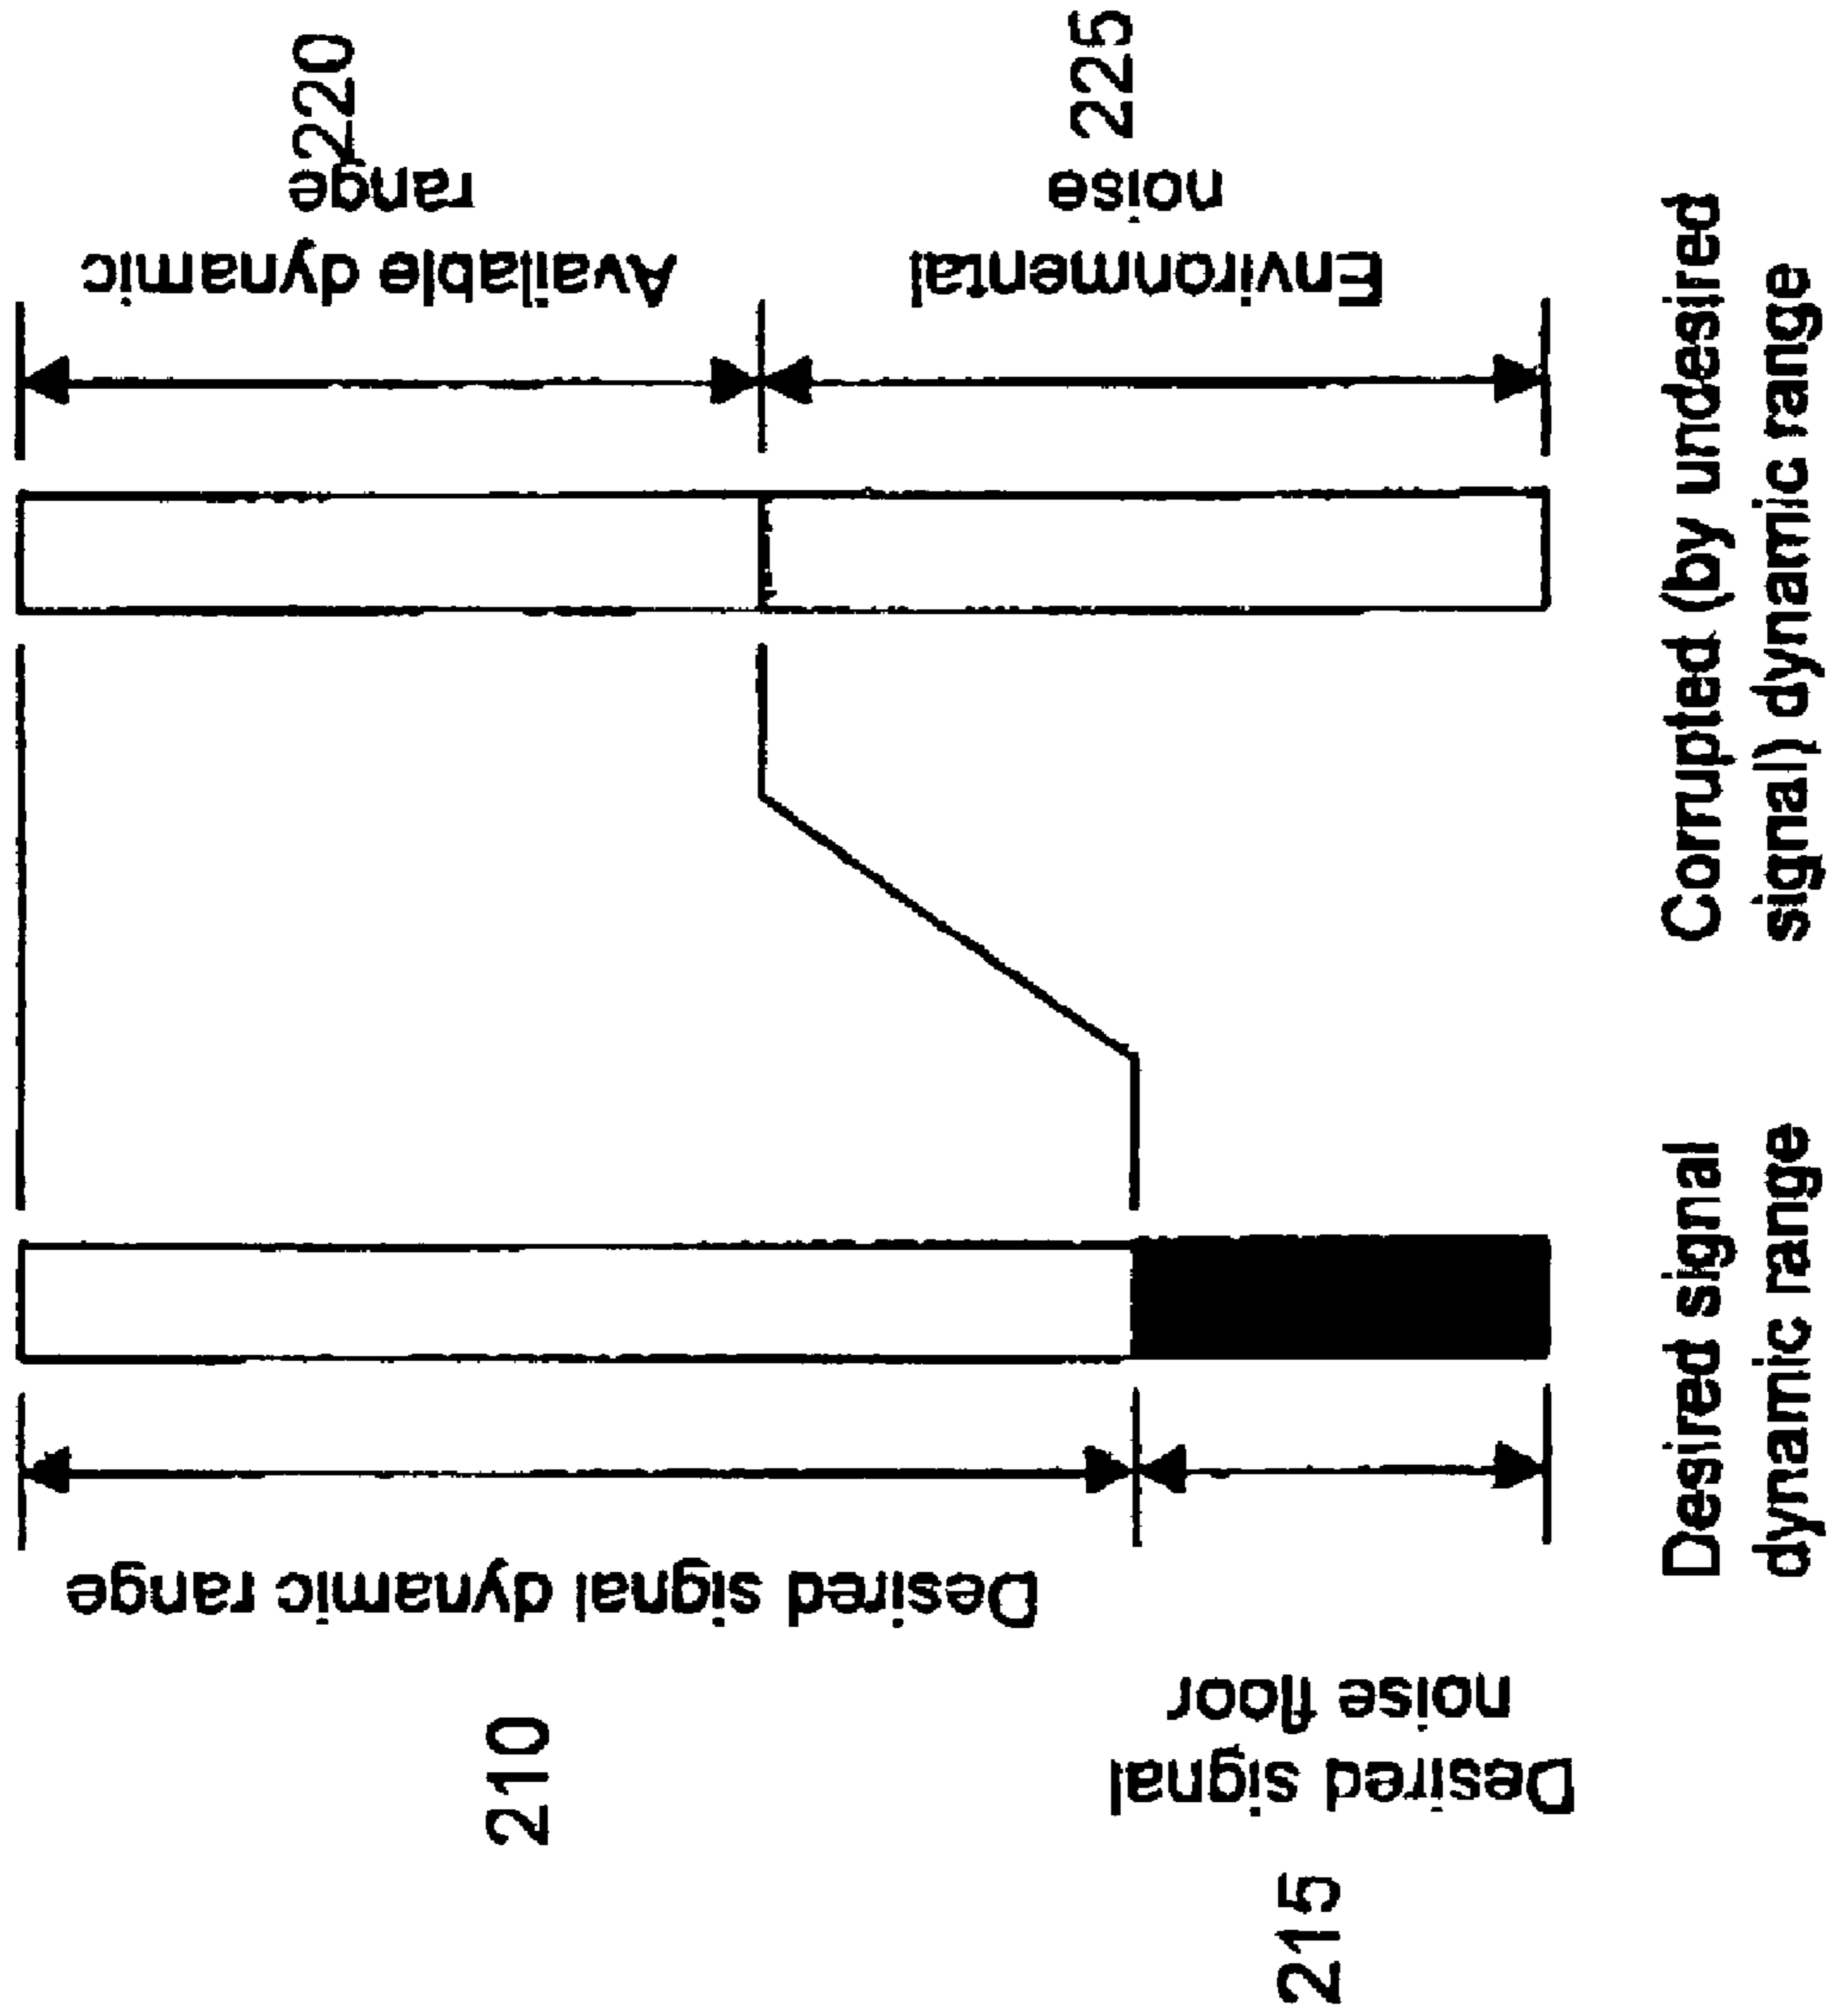 210
Desired signal dynamic range
215
Desired signal
noise floor
220
Available dynamic
range
225
Environmental
noise
Desired signal
dynamic range
Corrupted (by undesired
signal) dynamic range